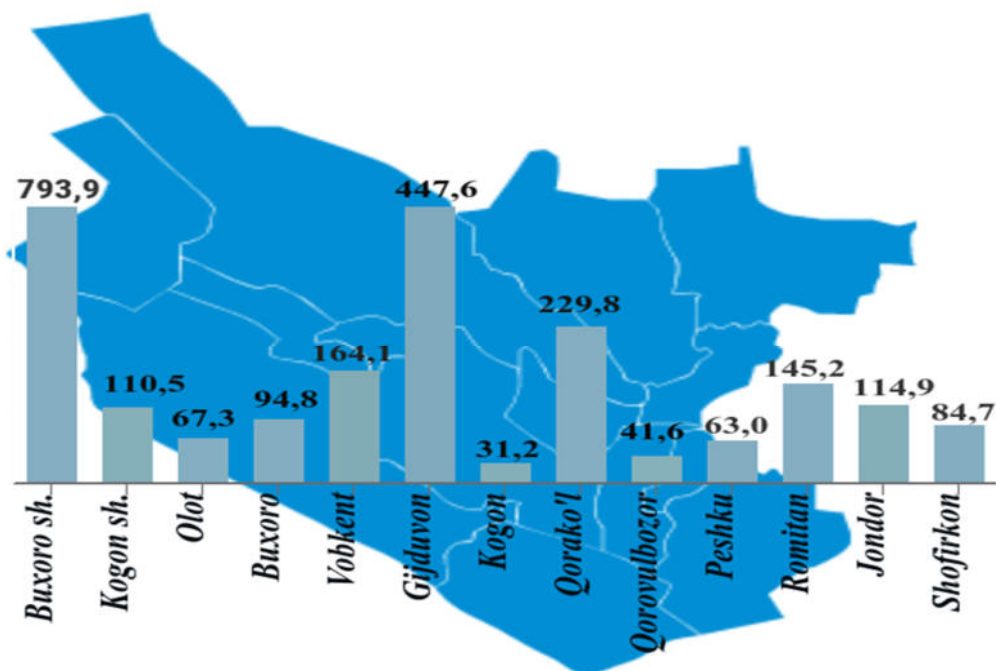 793,9
110,5
67,3
94,8
164,1
447,6
31,2
229,8
41,6
63,0
145,2
114,9
84,7
Buxoro sh.
Kogon sh.
Olot
Buxoro
Vobkent
Gijduvon
Kogon
Qorako'l
Qorovulbozor
Peshku
Romitan
Jondor
Shofirkon